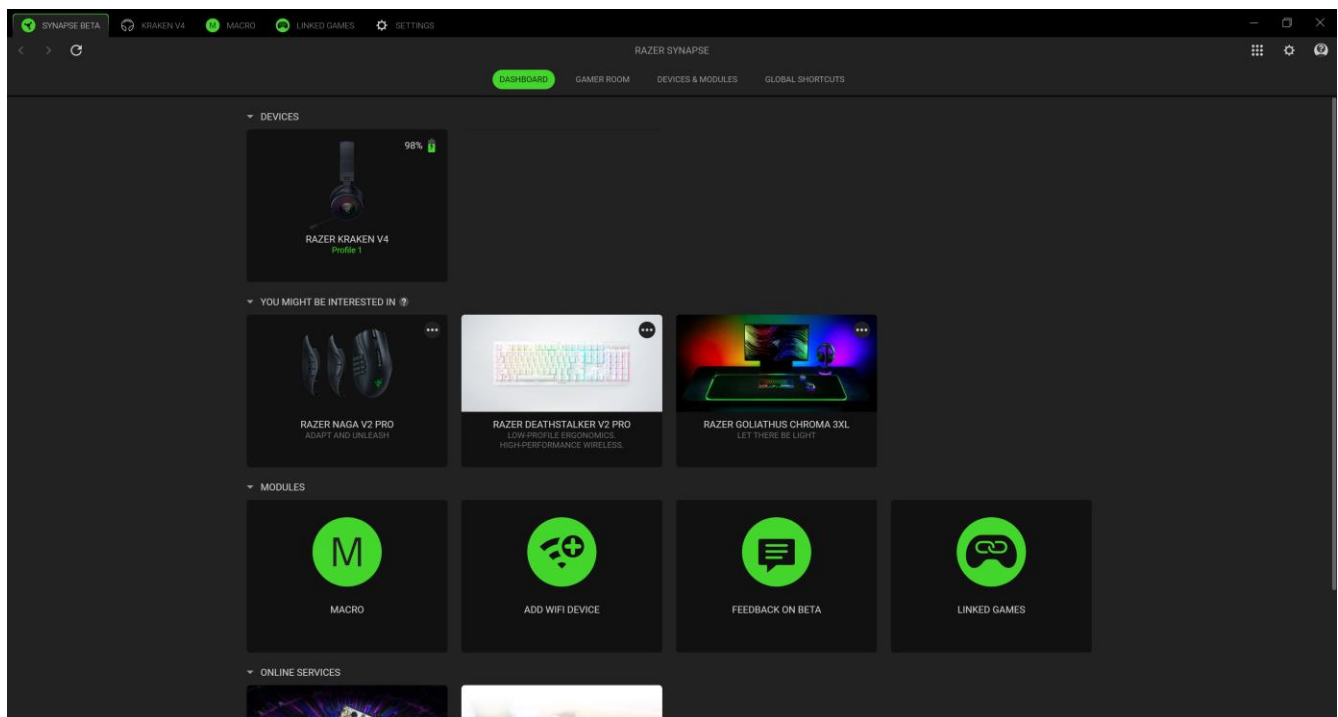 SYNAPSE BETA
KRAKEN V4
M MACRO
LINKED GAMES
SETTINGS
RAZER SYNAPSE
DASHBOARD
GAMER ROOM
DEVICES & MODULES
GLOBAL SHORTCUTS
DEVICES
98%
RAZER KRAKEN V4
Profile 1
YOU MIGHT BE INTERESTED IN ?
RAZER NAGA V2 PRO
ADAPT AND UNLEASH
RAZER DEATHSTALKER V2 PRO
LOW-PROFILE ERGONOMICS.
HIGH-PERFORMANCE WIRELESS.
RAZER GOLIATHUS CHROMA 3XL
LET THERE BE LIGHT
MODULES
M
MACRO
ADD WIFI DEVICE
FEEDBACK ON BETA
LINKED GAMES
ONLINE SERVICES